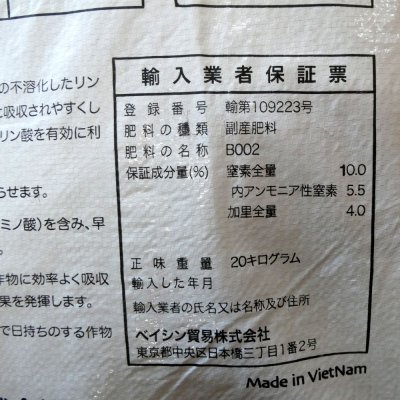 の不溶化したリン
に吸収されやすくし
リン酸を有効に利
らせます。
ミノ酸)を含み、早
。
作物に効率よく吸収
果を発揮します。
で日持ちのする作物
輸入業者保証票
登録番号 輸第109223号
肥料の種類 副産肥料
肥料の名称 B002
保証成分量(%) 窒素全量 10.0
内アンモニア性窒素 5.5
加里全量 4.0
正味重量 20キログラム
輸入した年月
輸入業者の氏名又は名称及び住所
ベイシン貿易株式会社
東京都中央区日本橋三丁目1番2号
Made in VietNam